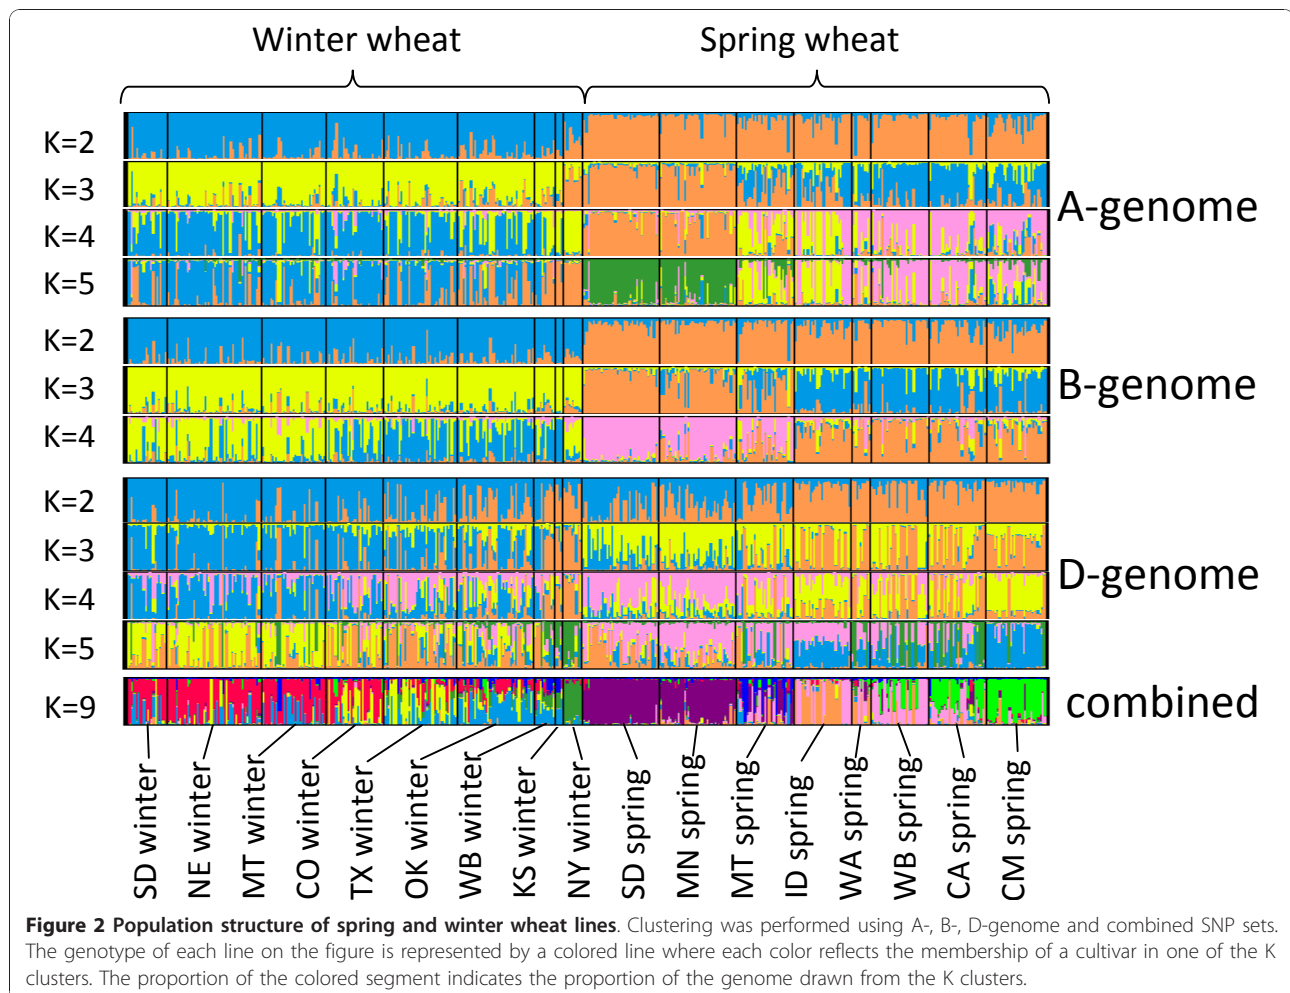 Winter wheat
Spring wheat
K=2
K=3
K=4
K=5
A-genome
K=2
K=3
K=4
B-genome
K=2
K=3
K=4
K=5
D-genome
K=9
combined
SD winter
NE winter
MT winter
CO winter
TX winter
OK winter
WB winter
KS winter
NY winter
SD spring
MN spring
MT spring
ID spring
WA spring
WB spring
CA spring
CM spring
Figure 2 Population structure of spring and winter wheat lines. Clustering was performed using A-, B-, D-genome and combined SNP sets.
The genotype of each line on the figure is represented by a colored line where each color reflects the membership of a cultivar in one of the K
clusters. The proportion of the colored segment indicates the proportion of the genome drawn from the K clusters.